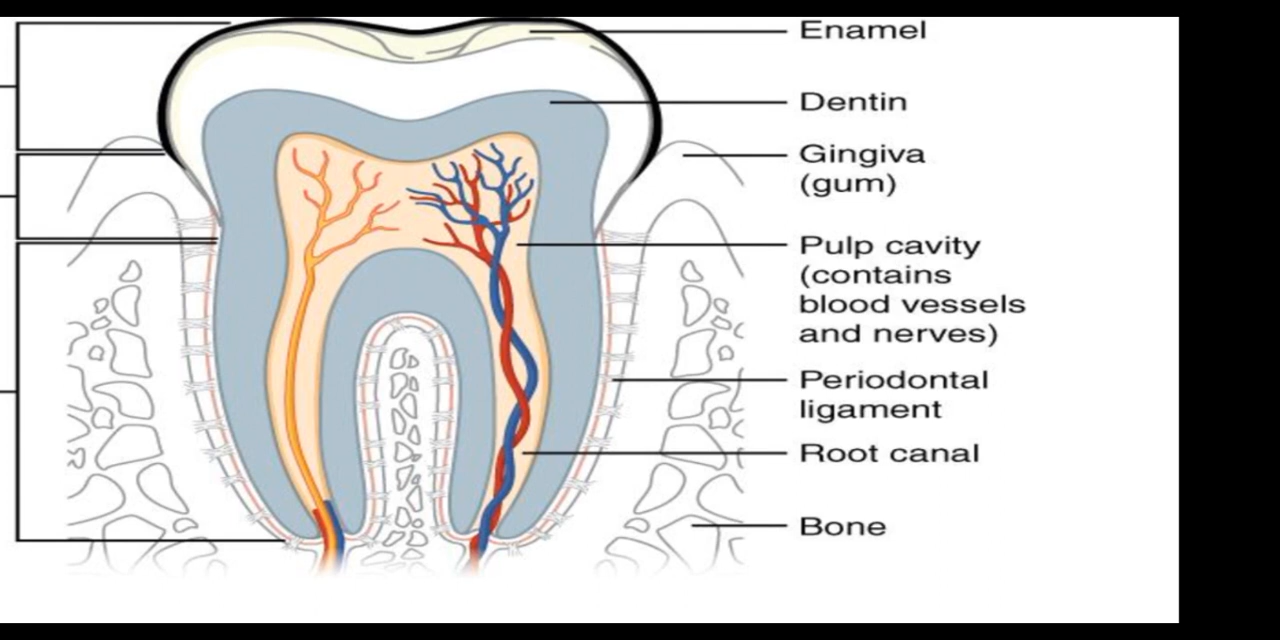 Enamel
Dentin
Gingiva
(gum)
Pulp cavity
(contains
blood vessels
and nerves)
Periodontal
ligament
Root canal
Bone